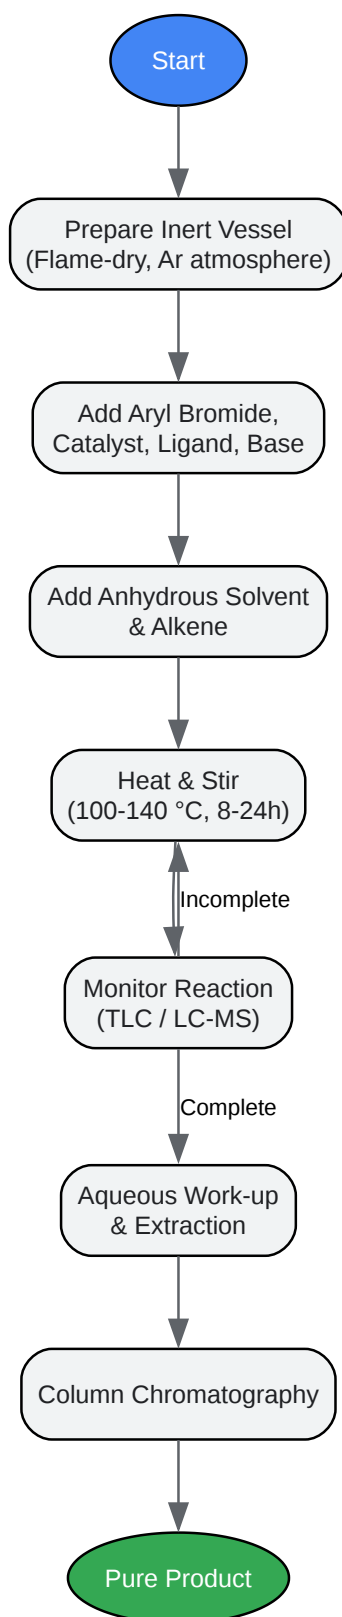 Start
Prepare Inert Vessel
(Flame-dry, Ar atmosphere)
Add Aryl Bromide,
Catalyst, Ligand, Base
Add Anhydrous Solvent
& Alkene
Heat & Stir
(100-140 °C, 8-24h)
Incomplete
Monitor Reaction
(TLC / LC-MS)
Complete
Aqueous Work-up
& Extraction
Column Chromatography
Pure Product